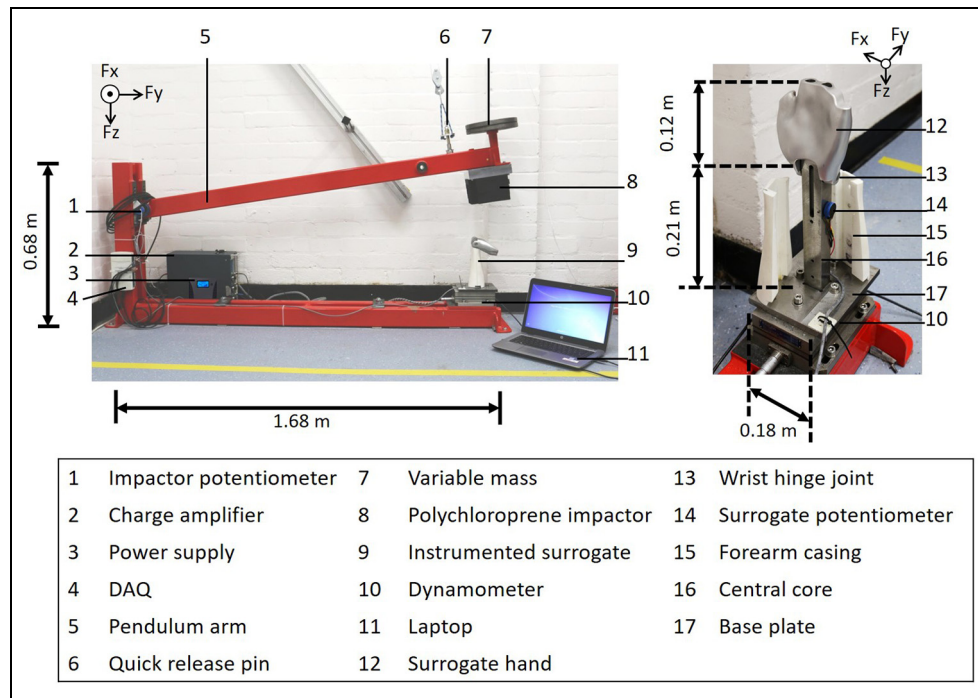 5
6
7
Fx
Fy
Fz
1
2
3
4
0.68 m
8
9
10
11
1.68 m
Fx
Fy
Fz
0.12 m
0.21 m
12
13
14
15
16
17
10
0.18 m
1 Impactor potentiometer 7 Variable mass 13 Wrist hinge joint
2 Charge amplifier 8 Polychloroprene impactor 14 Surrogate potentiometer
3 Power supply 9 Instrumented surrogate 15 Forearm casing
4 DAQ 10 Dynamometer 16 Central core
5 Pendulum arm 11 Laptop 17 Base plate
6 Quick release pin 12 Surrogate hand